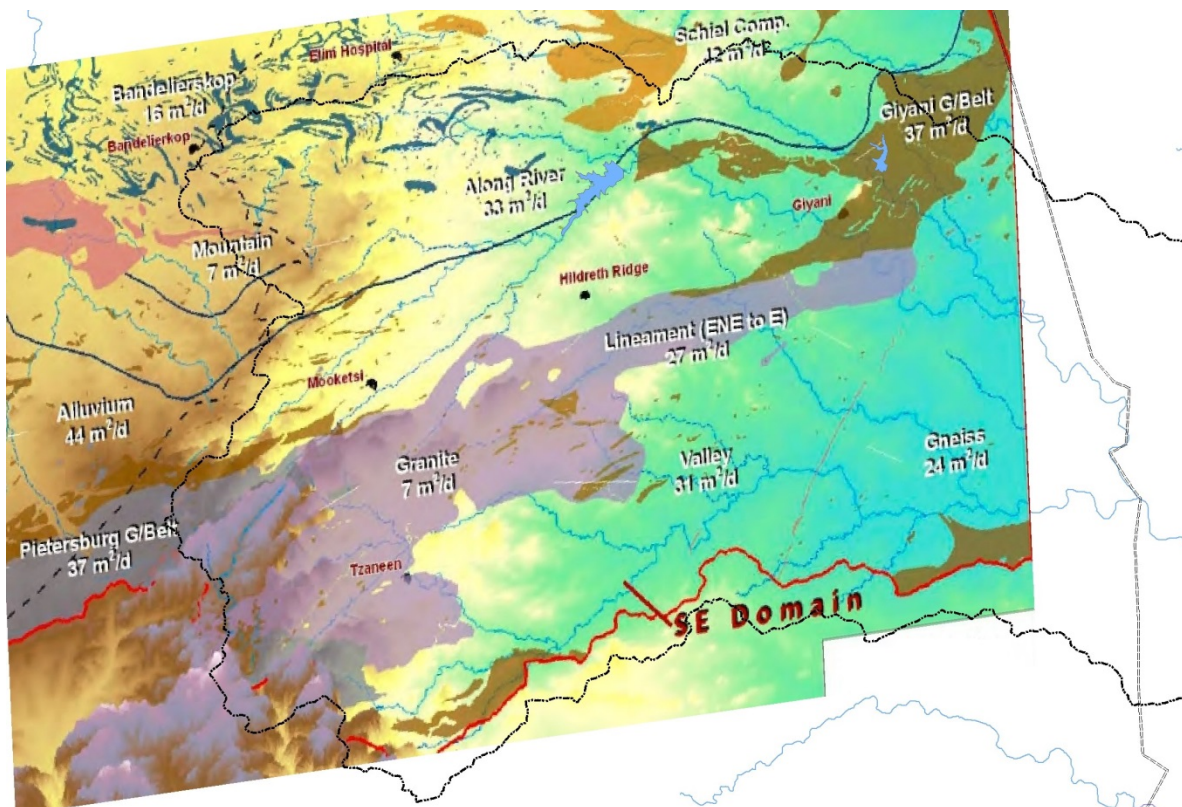 Schiel Comp.
12 m²/d
Elim Hospital
Bandelierskop
16 m²/d
Bandelierkop
Giyani G/Belt
37 m²/d
Along River
33 m²/d
Giyani
Mountain
7 m²/d
Hildreth Ridge
Lineament (ENE to E)
27 m²/d
Mooketsi
Alluvium
44 m²/d
Granite
7 m²/d
Valley
31 m²/d
Gneiss
24 m²/d
Pietersburg G/Belt
37 m²/d
Tzaneen
SE Domain